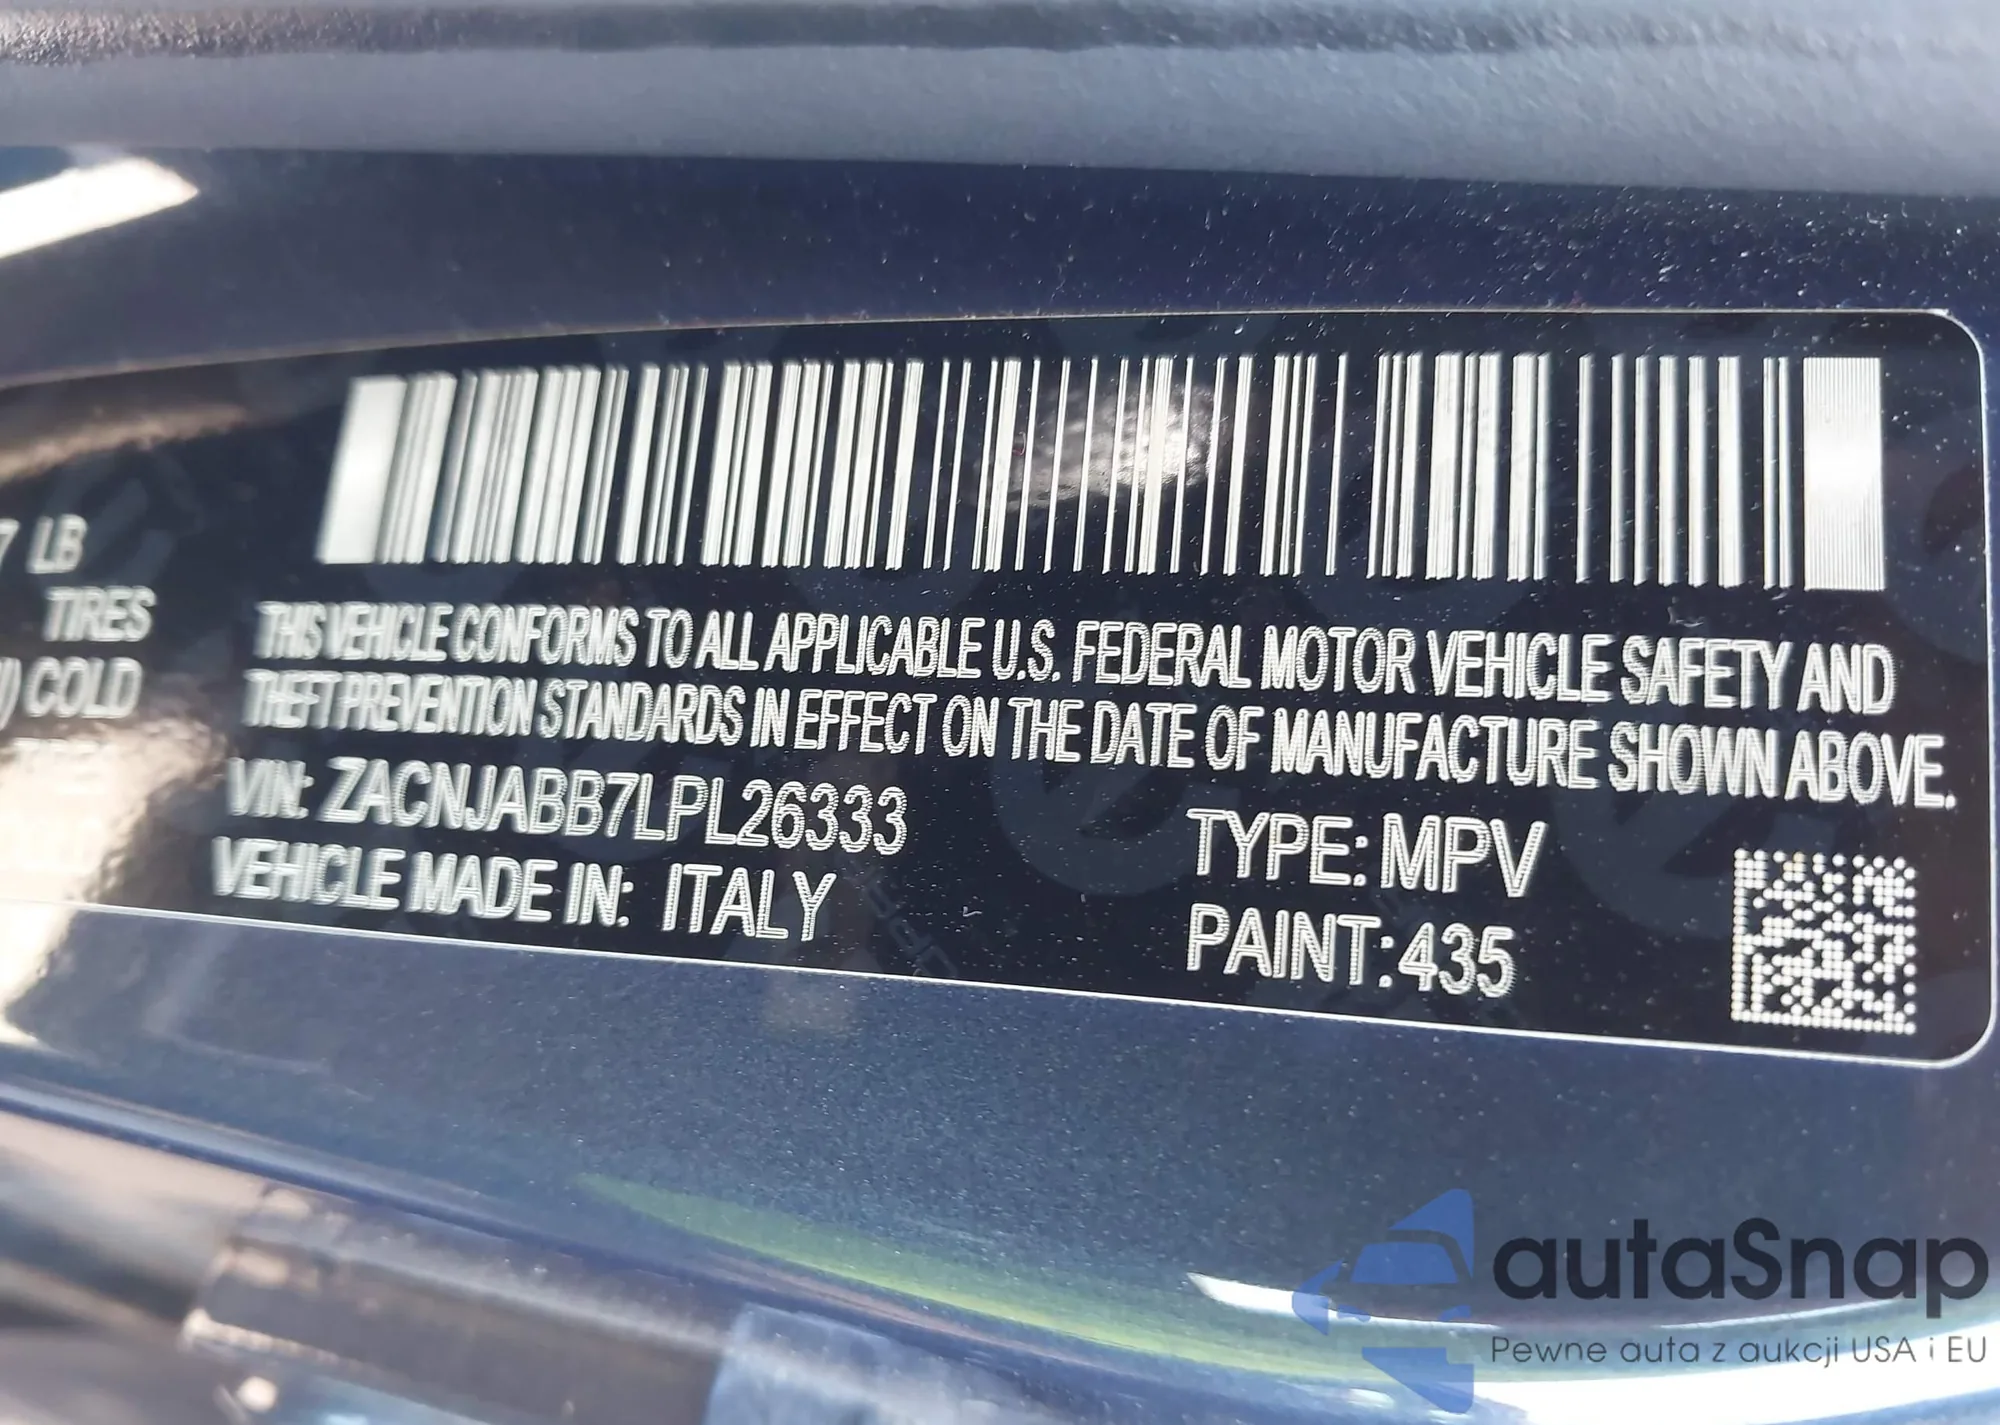 7 LB
TIRES
) COLD
THIS VEHICLE CONFORMS TO ALL APPLICABLE U.S. FEDERAL MOTOR VEHICLE SAFETY AND
THEFT PREVENTION STANDARDS IN EFFECT ON THE DATE OF MANUFACTURE SHOWN ABOVE.
VIN: ZACNJABB7LPL26333
TYPE: MPV
VEHICLE MADE IN: ITALY
PAINT: 435
autaSnap
Pewne auta z aukcji USA i EU